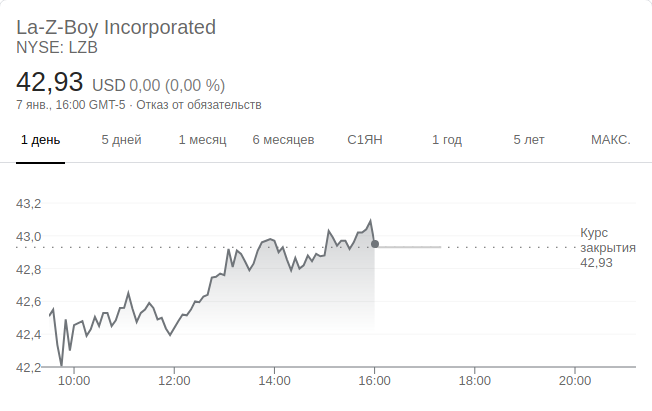 La-Z-Boy Incorporated
NYSE: LZB
42,93 USD 0,00 (0,00 %)
7 янв., 16:00 GMT-5 · Отказ от обязательств
1 день 5 дней 1 месяц 6 месяцев С1ЯН 1 год 5 лет МАКС.
43,2
43,0
42,8
42,6
42,4
42,2
Курс
закрытия
42,93
10:00 12:00 14:00 16:00 18:00 20:00